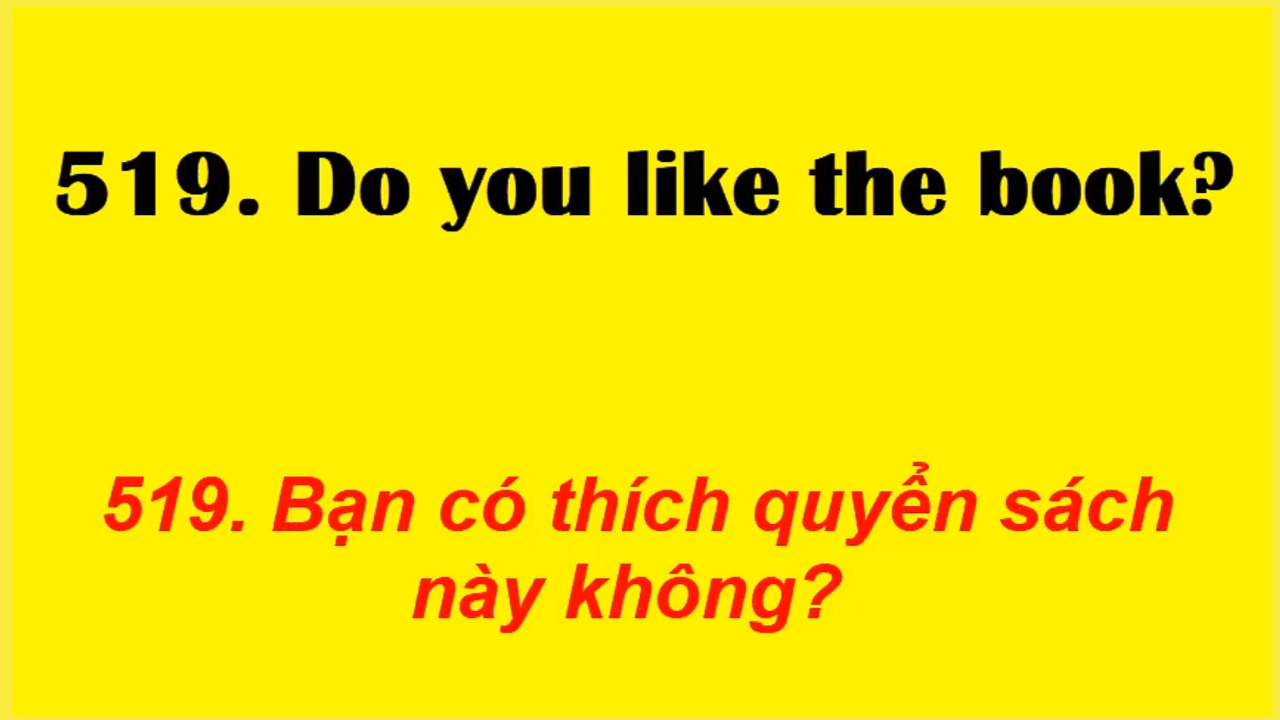 519. Do you like the book?
519. Bạn có thích quyển sách
này không?